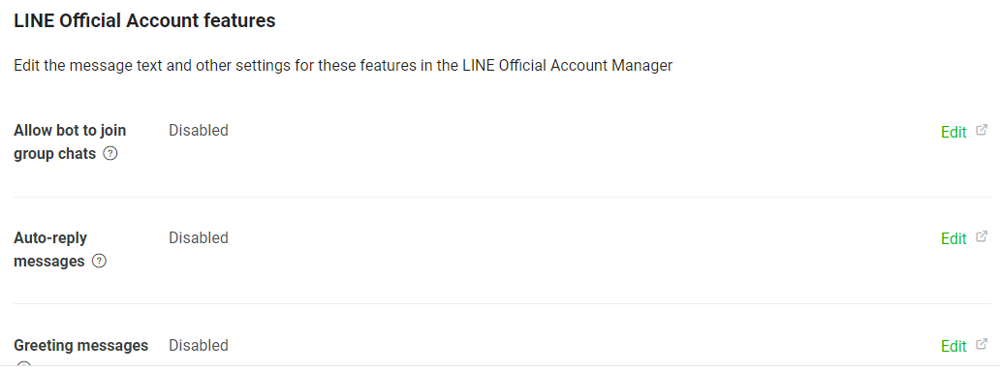 LINE Official Account features
Edit the message text and other settings for these features in the LINE Official Account Manager
Allow bot to join
group chats ?
Disabled
Edit
Auto-reply
messages ?
Disabled
Edit
Greeting messages
Disabled
Edit